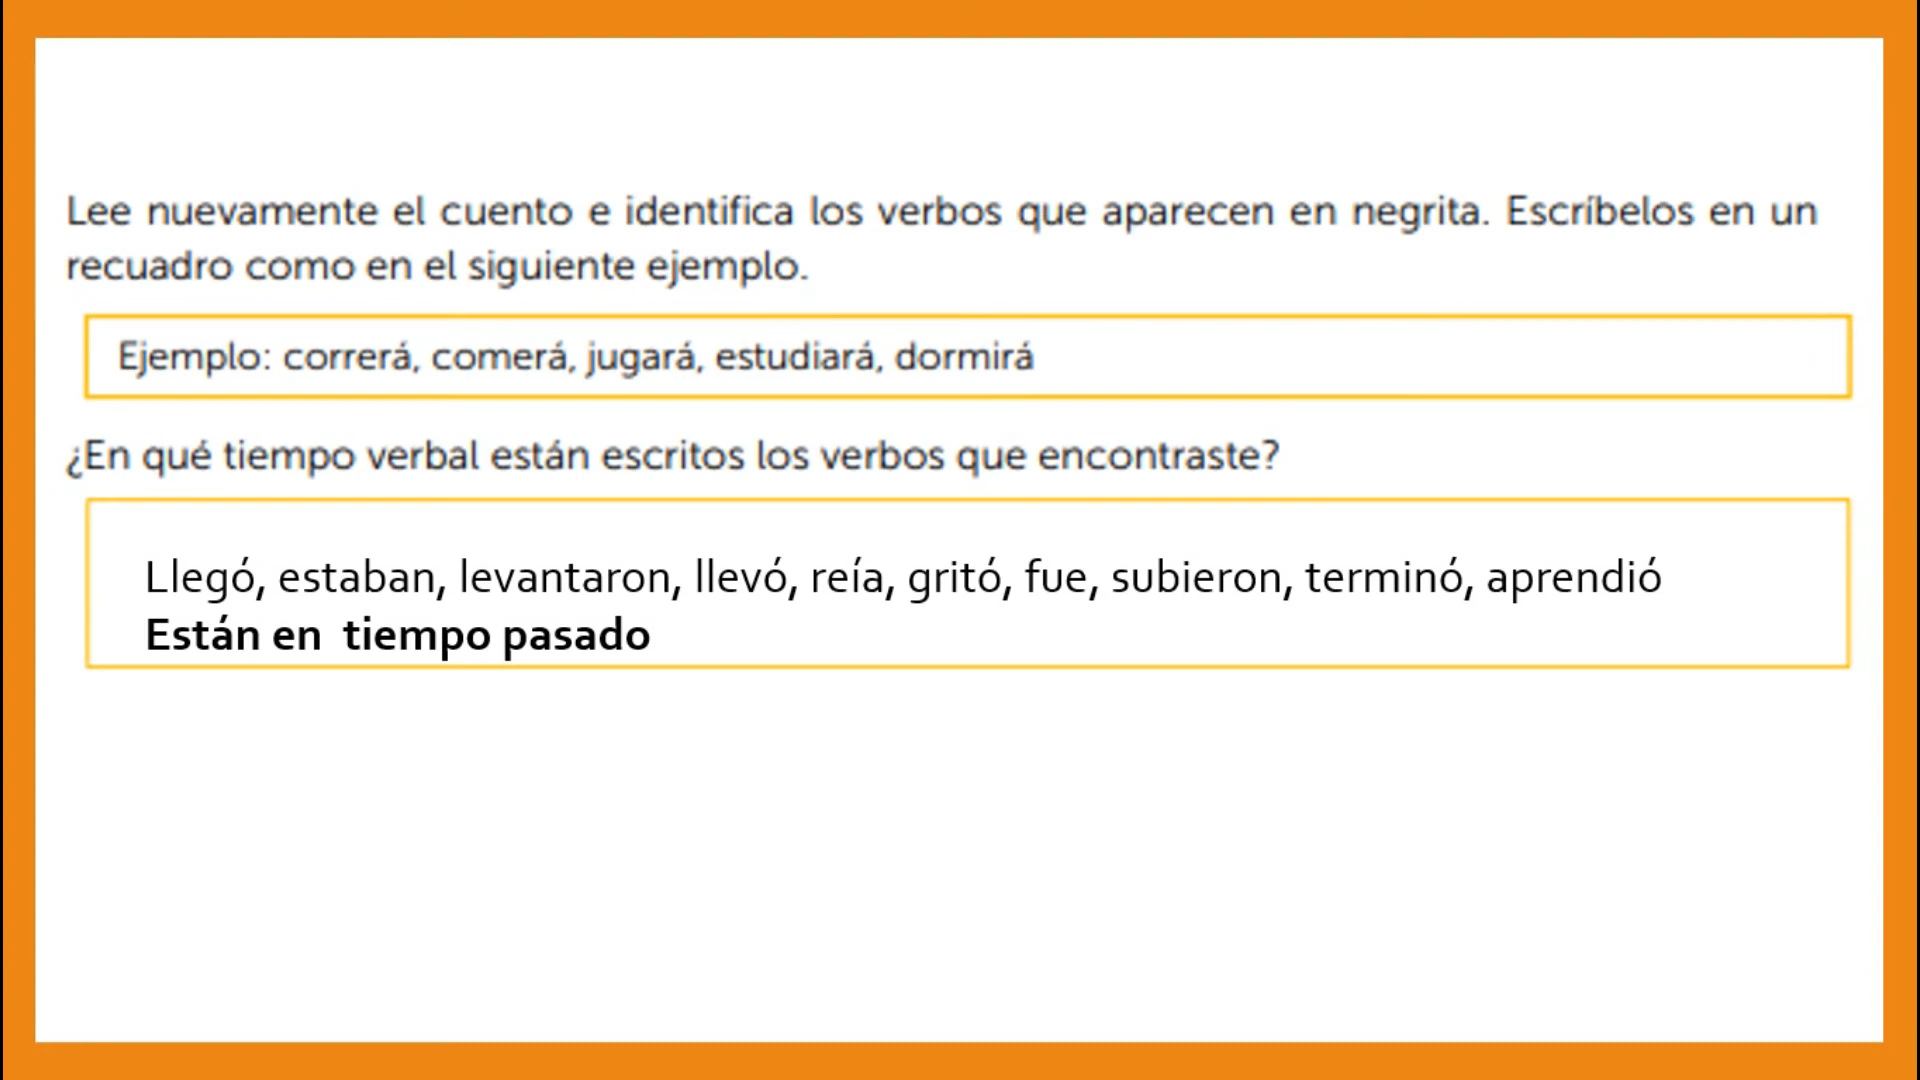 Lee nuevamente el cuento e identifica los verbos que aparecen en negrita. Escríbelos en un
recuadro como en el siguiente ejemplo.
Ejemplo: correrá, comerá, jugará, estudiará, dormirá
¿En qué tiempo verbal están escritos los verbos que encontraste?
Llegó, estaban, levantaron, llevó, reía, gritó, fue, subieron, terminó, aprendió
Están en tiempo pasado